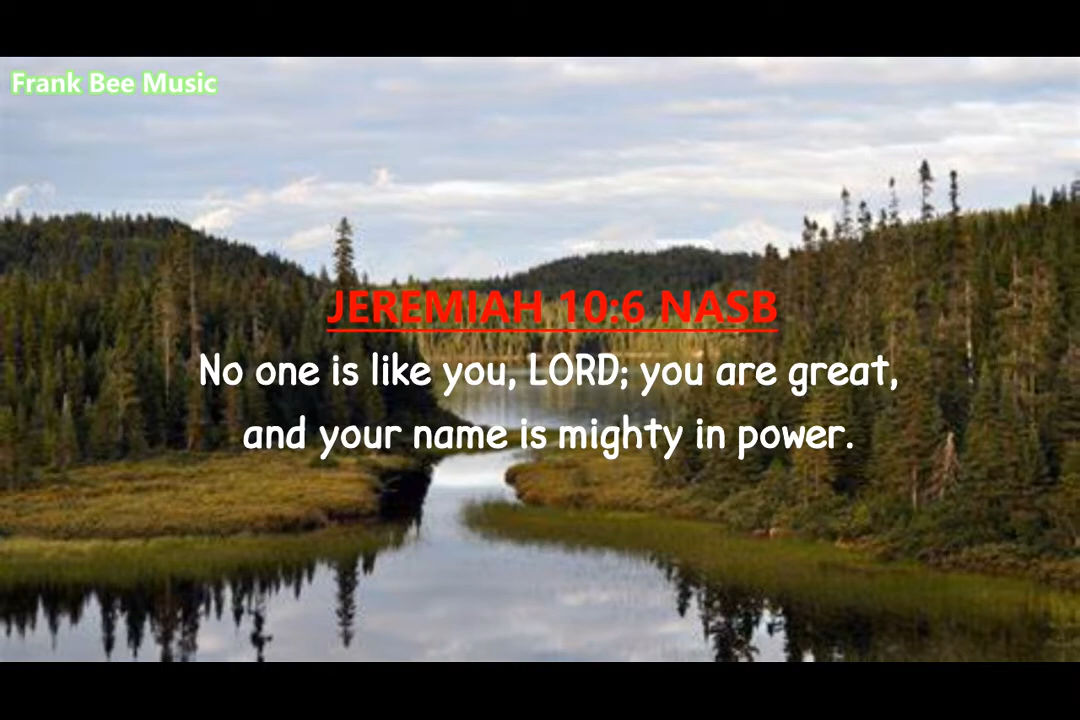 Frank Bee Music
JEREMIAH 10:6 NASB
No one is like you, LORD; you are great,
and your name is mighty in power.